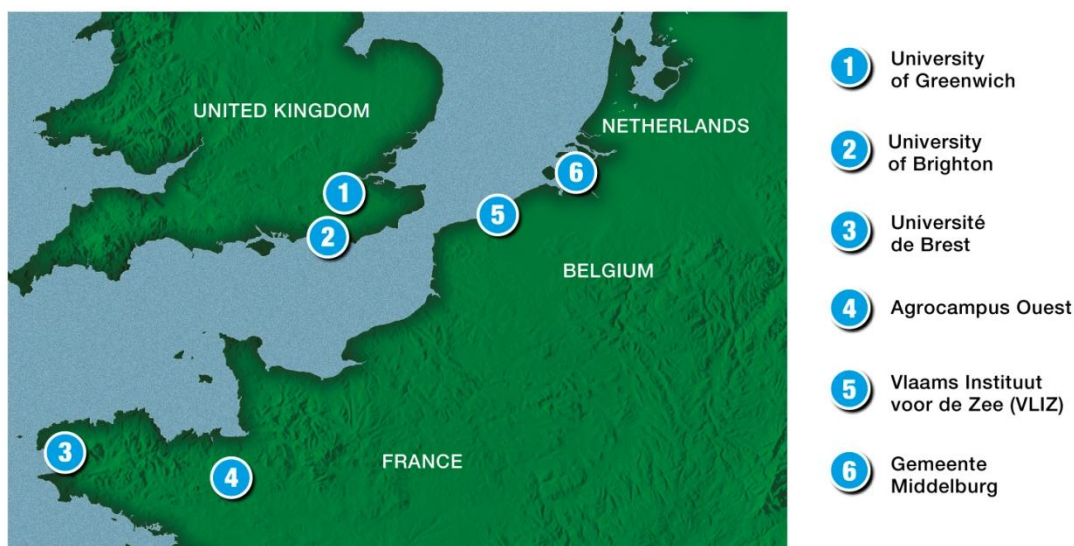 UNITED KINGDOM
NETHERLANDS
BELGIUM
FRANCE
1
2
3
4
5
6
1 University
of Greenwich
2 University
of Brighton
3 Université
de Brest
4 Agrocampus Ouest
5 Vlaams Instituut
voor de Zee (VLIZ)
6 Gemeente
Middelburg